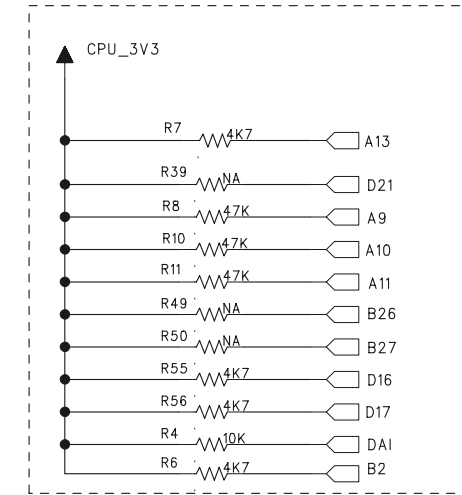 CPU_3V3
R7 4K7 A13
R39 NA D21
R8 47K A9
R10 47K A10
R11 47K A11
R49 NA B26
R50 NA B27
R55 4K7 D16
R56 4K7 D17
R4 10K DAI
R6 4K7 B2